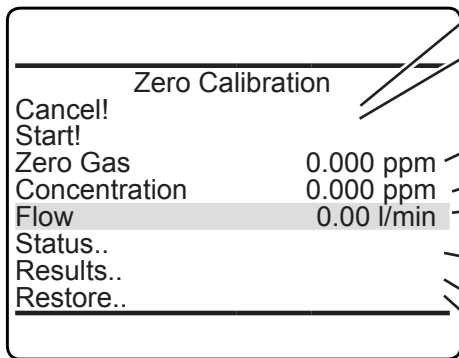 Zero Calibration
Cancel!
Start!
Zero Gas 0.000 ppm
Concentration 0.000 ppm
Flow 0.00 l/min
Status..
Results..
Restore..